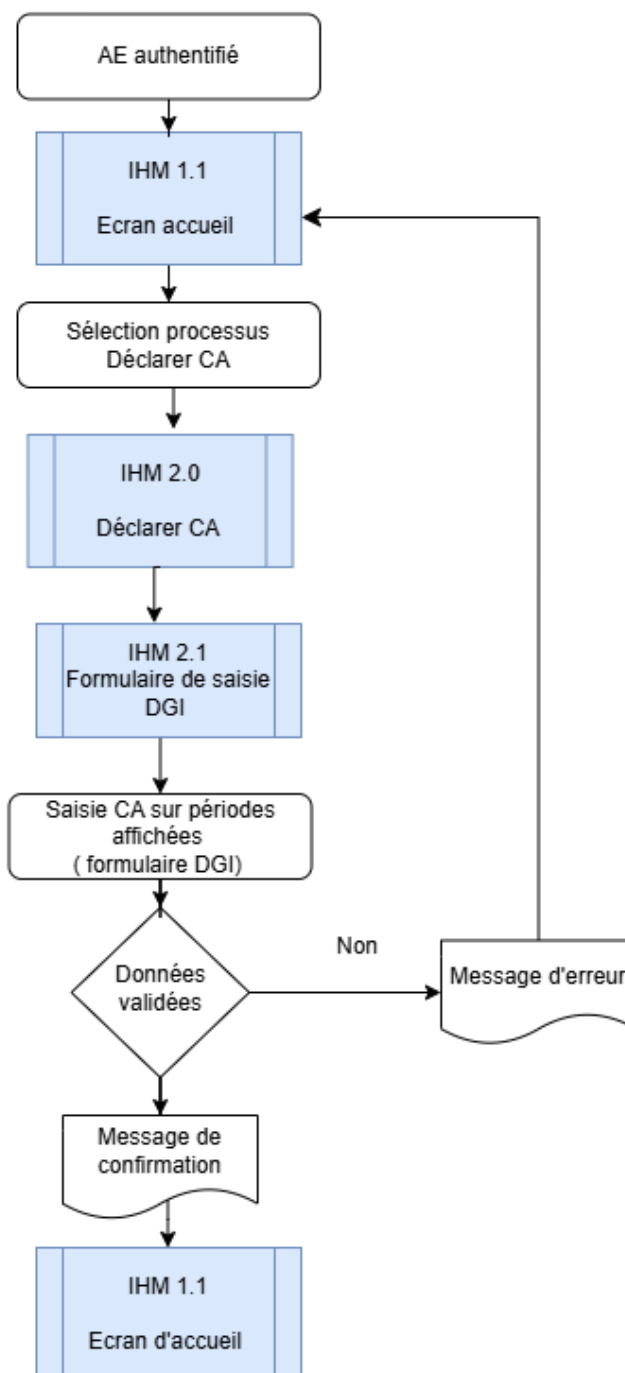 AE authentifié
IHM 1.1
Ecran accueil
Sélection processus
Déclarer CA
IHM 2.0
Déclarer CA
IHM 2.1
Formulaire de saisie
DGI
Saisie CA sur périodes
affichées
( formulaire DGI)
Données
validées
Non
Message d'erreur
Message de
confirmation
IHM 1.1
Ecran d'accueil